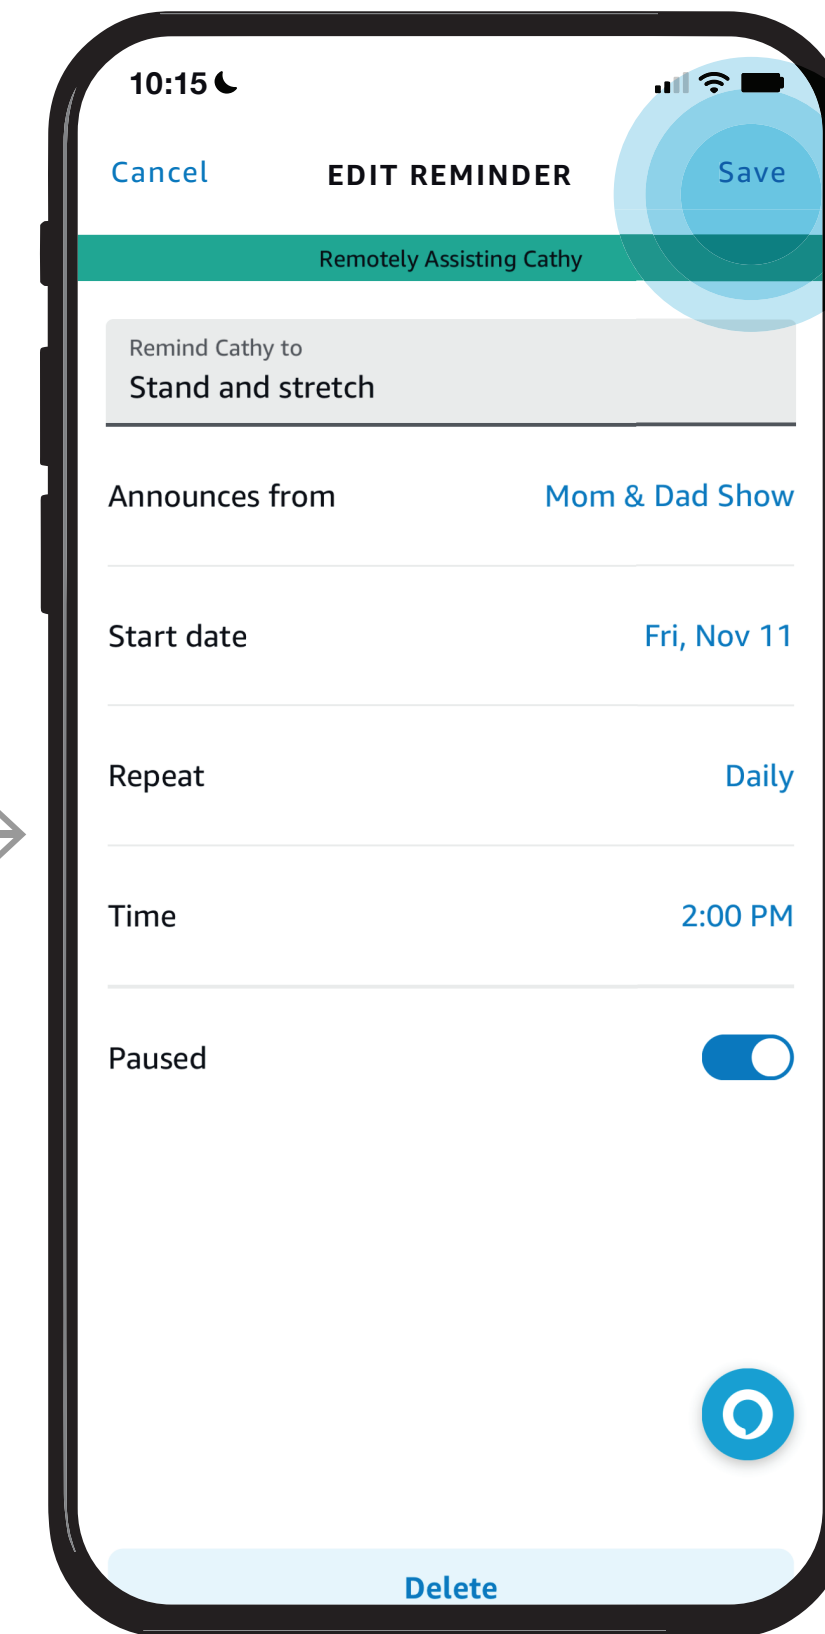 10:15
Cancel EDIT REMINDER Save
Remotely Assisting Cathy
Remind Cathy to
Stand and stretch
Announces from Mom & Dad Show
Start date Fri, Nov 11
Repeat Daily
Time 2:00 PM
Paused
Delete